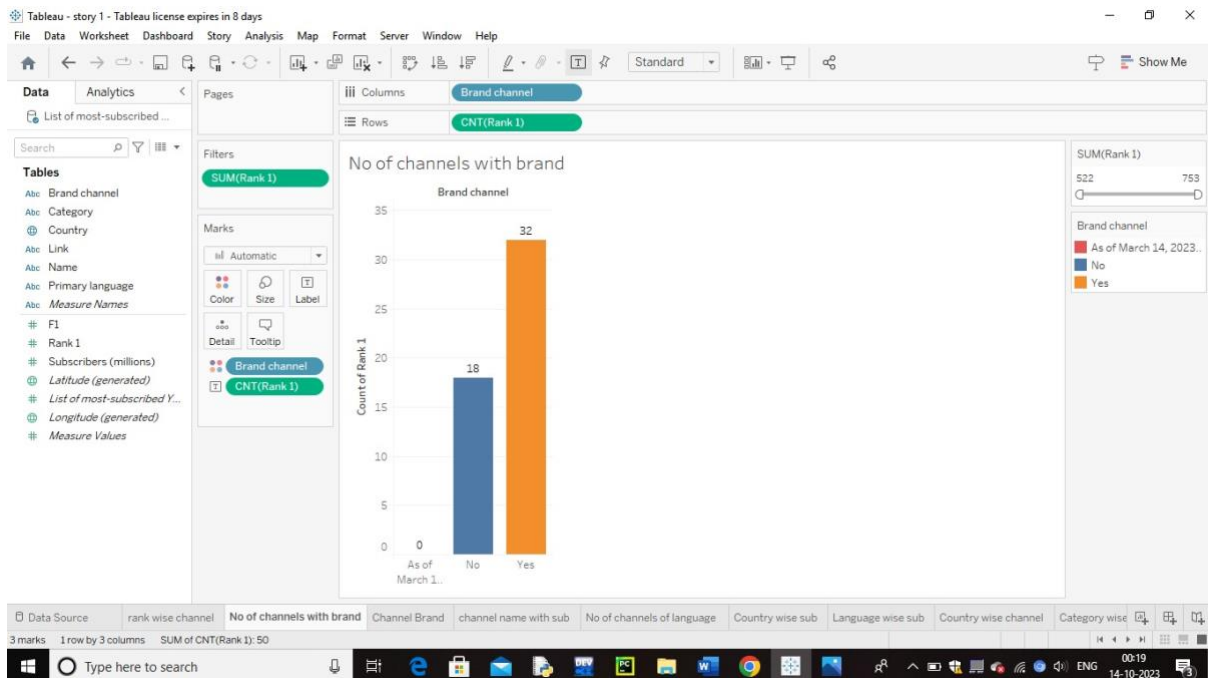 Tableau - story 1 - Tableau license expires in 8 days
File Data Worksheet Dashboard Story Analysis Map Format Server Window Help
Standard
Show Me
Data Analytics
List of most-subscribed ...
Search
Tables
Abc Brand channel
Abc Category
Country
Abc Link
Abc Name
Abc Primary language
Abc Measure Names
# F1
# Rank 1
# Subscribers (millions)
Latitude (generated)
# List of most-subscribed Y...
Longitude (generated)
# Measure Values
Pages
Filters
SUM(Rank 1)
Marks
Automatic
Color Size Label
Detail Tooltip
Brand channel
CNT(Rank 1)
Columns Brand channel
Rows CNT(Rank 1)
No of channels with brand
Brand channel
Count of Rank 1
35
30
25
20
15
10
5
0
0
18
32
As of
March 1..
No
Yes
SUM(Rank 1)
522 753
Brand channel
As of March 14, 2023..
No
Yes
Data Source rank wise channel No of channels with brand Channel Brand channel name with sub No of channels of language Country wise sub Language wise sub Country wise channel Category wise
3 marks 1 row by 3 columns SUM of CNT(Rank 1): 50
Type here to search
DEV
PC
W
ENG
00:19
14-10-2023
3